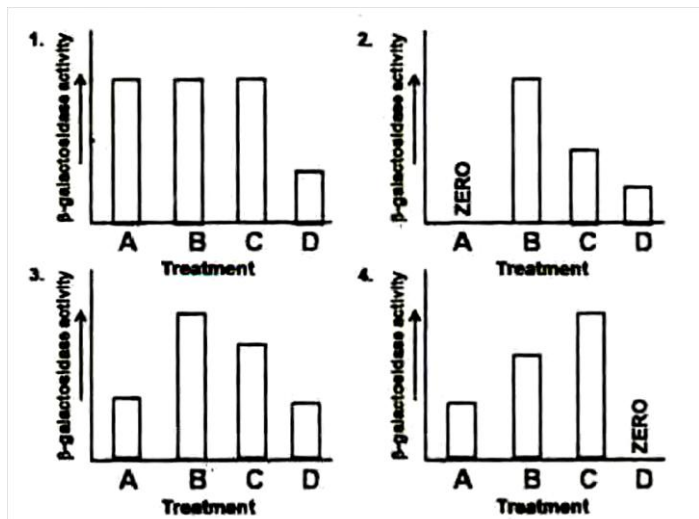 1.
β-galactosidase activity
A B C D
Treatment
2.
β-galactosidase activity
ZERO
A B C D
Treatment
3.
β-galactosidase activity
A B C D
Treatment
4.
β-galactosidase activity
ZERO
A B C D
Treatment